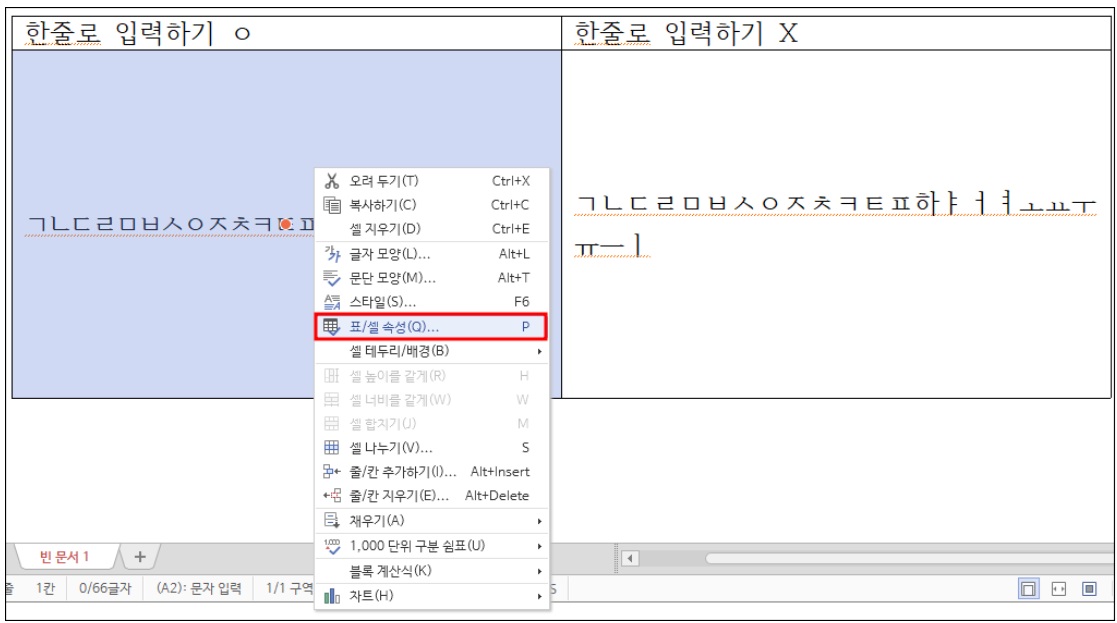 한줄로 입력하기 ㅇ
한줄로 입력하기 X
ㄱㄴㄷㄹㅁㅂㅅㅇㅈㅊㅋㅌㅍ
ㄱㄴㄷㄹㅁㅂㅅㅇㅈㅊㅋㅌㅍ하ㅑㅓㅕㅗㅛㅜ
ㅠㅡㅣ
오려 두기(T) Ctrl+X
복사하기(C) Ctrl+C
셀 지우기(D) Ctrl+E
글자 모양(L)... Alt+L
문단 모양(M)... Alt+T
스타일(S)... F6
표/셀 속성(Q)... P
셀 테두리/배경(B)
셀 높이를 같게(R) H
셀 너비를 같게(W) W
셀 합치기(J) M
셀 나누기(V)... S
줄/칸 추가하기(I)... Alt+Insert
줄/칸 지우기(E)... Alt+Delete
채우기(A)
1,000 단위 구분 쉼표(U)
블록 계산식(K)
차트(H)
빈 문서 1 +
줄 1칸 0/66글자 (A2): 문자 입력 1/1 구역